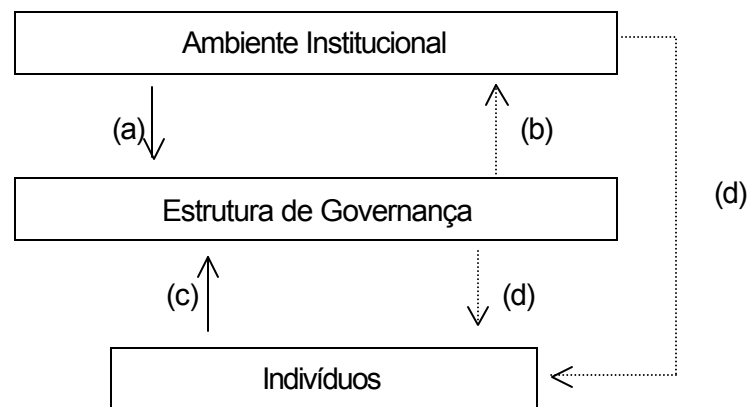 Ambiente Institucional
(a)
(b)
Estrutura de Governança
(d)
(c)
(d)
Indivíduos